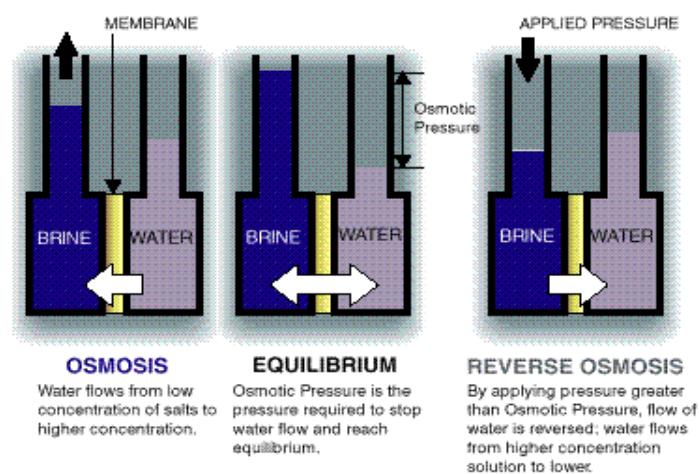 MEMBRANE
APPLIED PRESSURE
Osmotic
Pressure
BRINE
WATER
BRINE
WATER
BRINE
WATER
OSMOSIS
Water flows from low
concentration of salts to
higher concentration.
EQUILIBRIUM
Osmotic Pressure is the
pressure required to stop
water flow and reach
equilibrium.
REVERSE OSMOSIS
By applying pressure greater
than Osmotic Pressure, flow of
water is reversed; water flows
from higher concentration
solution to lower.